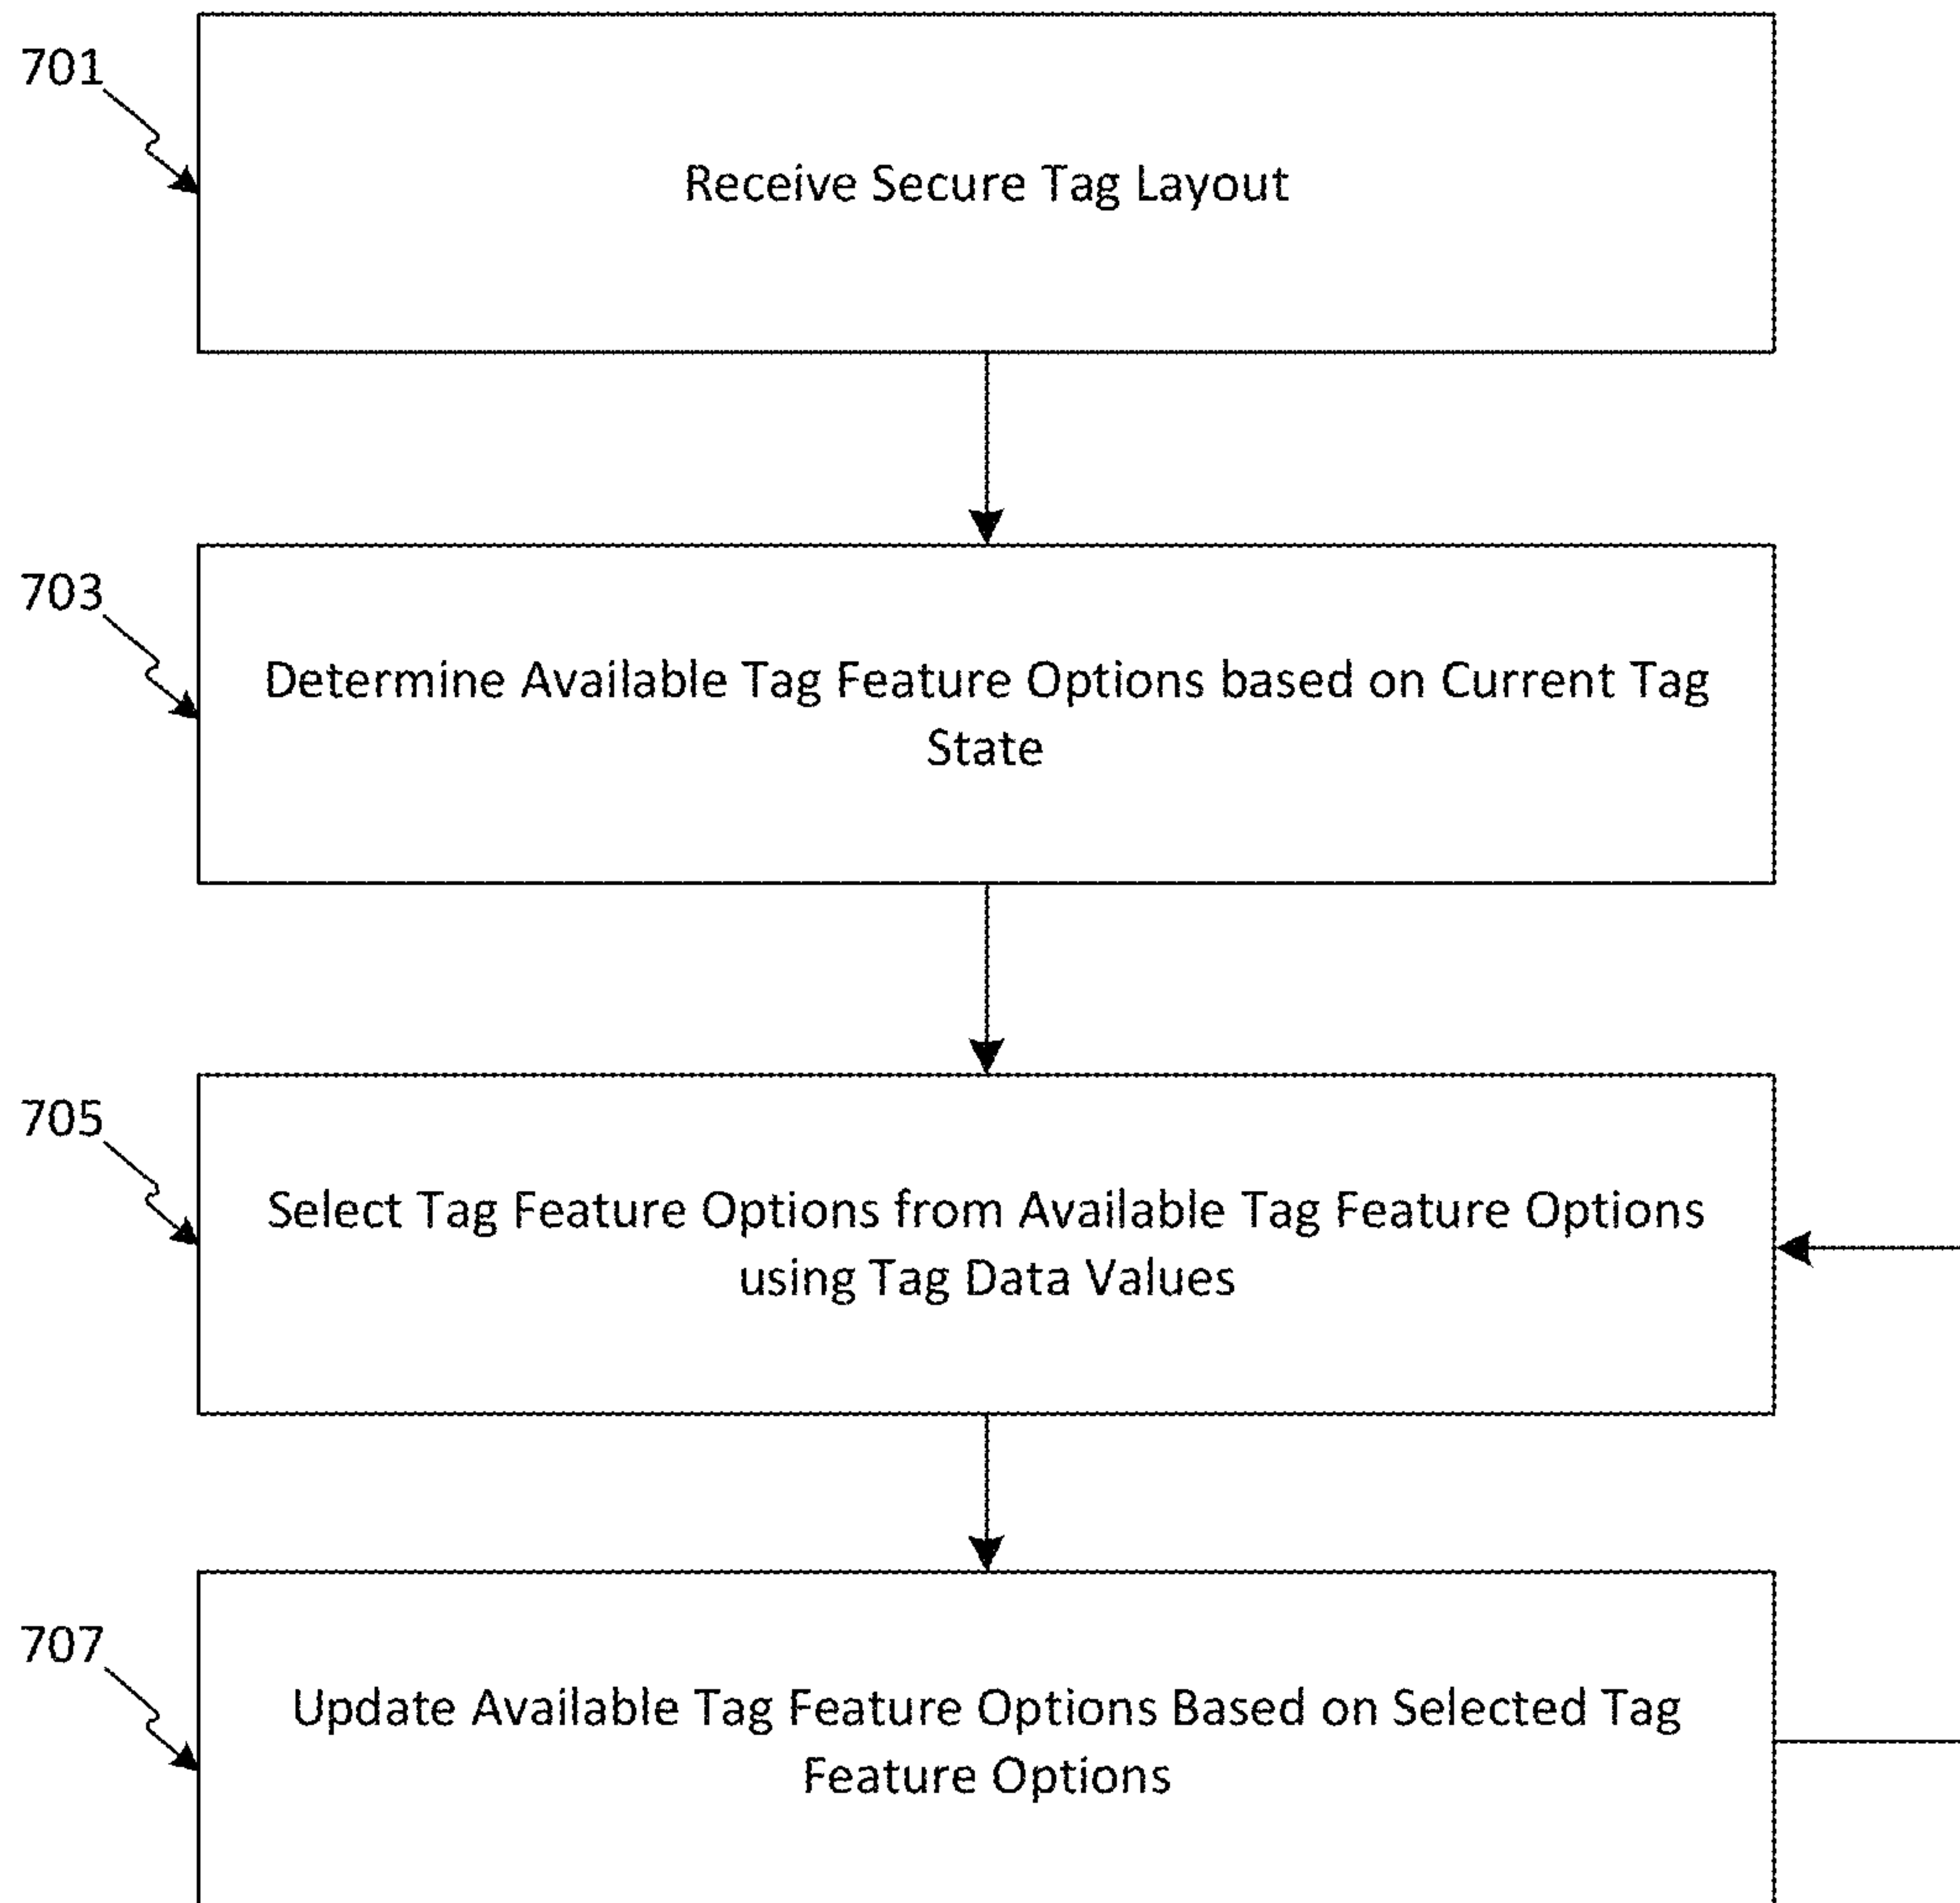 701
Receive Secure Tag Layout
703
Determine Available Tag Feature Options based on Current Tag
State
705
Select Tag Feature Options from Available Tag Feature Options
using Tag Data Values
707
Update Available Tag Feature Options Based on Selected Tag
Feature Options